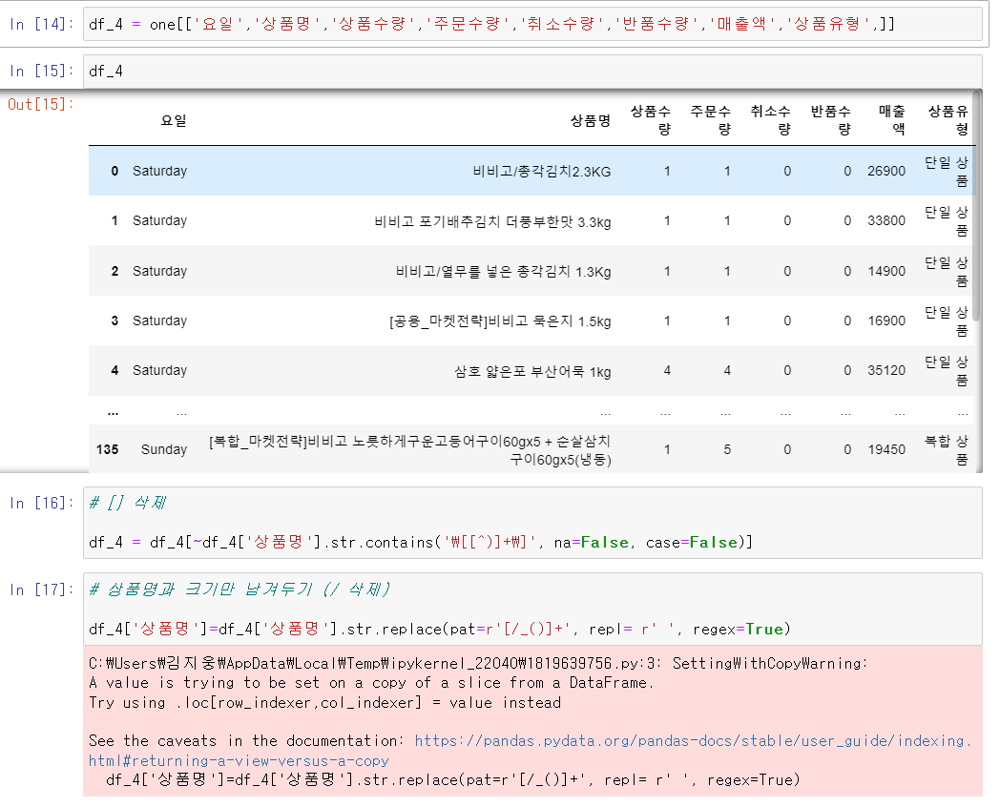 In [14]: df_4 = one[['요일','상품명','상품수량','주문수량','취소수량','반품수량','매출액','상품유형',]]
In [15]: df_4
Out[15]:
요일 상품명 상품수량 주문수량 취소수량 반품수량 매출액 상품유형
0 Saturday 비비고/총각김치2.3KG 1 1 0 0 26900 단일 상품
1 Saturday 비비고 포기배추김치 더풍부한맛 3.3kg 1 1 0 0 33800 단일 상품
2 Saturday 비비고/열무를 넣은 총각김치 1.3Kg 1 1 0 0 14900 단일 상품
3 Saturday [공용_마켓전략]비비고 묵은지 1.5kg 1 1 0 0 16900 단일 상품
4 Saturday 삼호 얇은포 부산어묵 1kg 4 4 0 0 35120 단일 상품
... ... ... ... ... ... ... ... ...
135 Sunday [복합_마켓전략]비비고 노릇하게구운고등어구이60gx5 + 순살삼치구이60gx5(냉동) 1 5 0 0 19450 복합 상품
In [16]: # [] 삭제
df_4 = df_4[~df_4['상품명'].str.contains('₩[[^)]+₩]', na=False, case=False)]
In [17]: # 상품명과 크기만 남겨두기 (/ 삭제)
df_4['상품명']=df_4['상품명'].str.replace(pat=r'[/_()]+', repl= r' ', regex=True)
C:₩Users₩김지웅₩AppData₩Local₩Temp₩ipykernel_22040₩1819639756.py:3: SettingWithCopyWarning:
A value is trying to be set on a copy of a slice from a DataFrame.
Try using .loc[row_indexer,col_indexer] = value instead
See the caveats in the documentation: https://pandas.pydata.org/pandas-docs/stable/user_guide/indexing.
html#returning-a-view-versus-a-copy
df_4['상품명']=df_4['상품명'].str.replace(pat=r'[/_()]+', repl= r' ', regex=True)